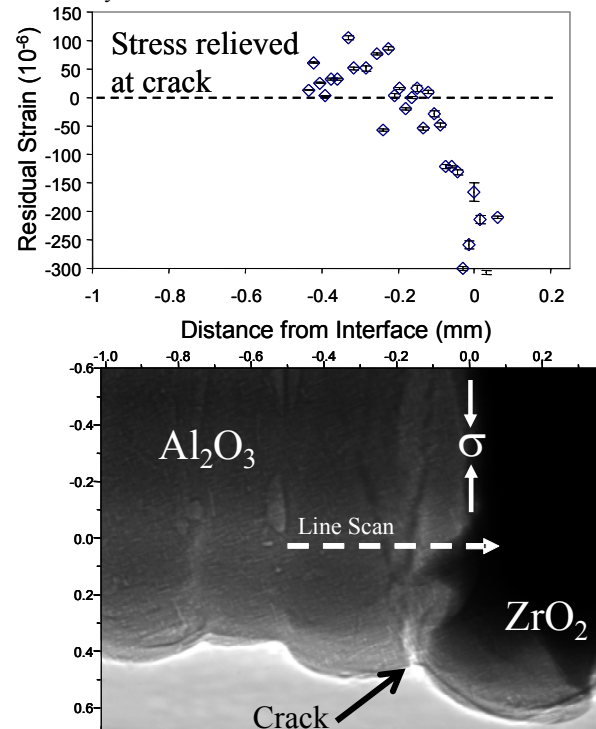 150
100
50
0
-50
-100
-150
-200
-250
-300
Residual Strain (10⁻⁶)
Stress relieved
at crack
-1 -0.8 -0.6 -0.4 -0.2 0 0.2
Distance from Interface (mm)
-1.0 -0.8 -0.6 -0.4 -0.2 0,0 0,2
-0.6
-0.4
-0.2
0.0
0.2
0.4
0.6
Al₂O₃
σ
Line Scan
ZrO₂
Crack